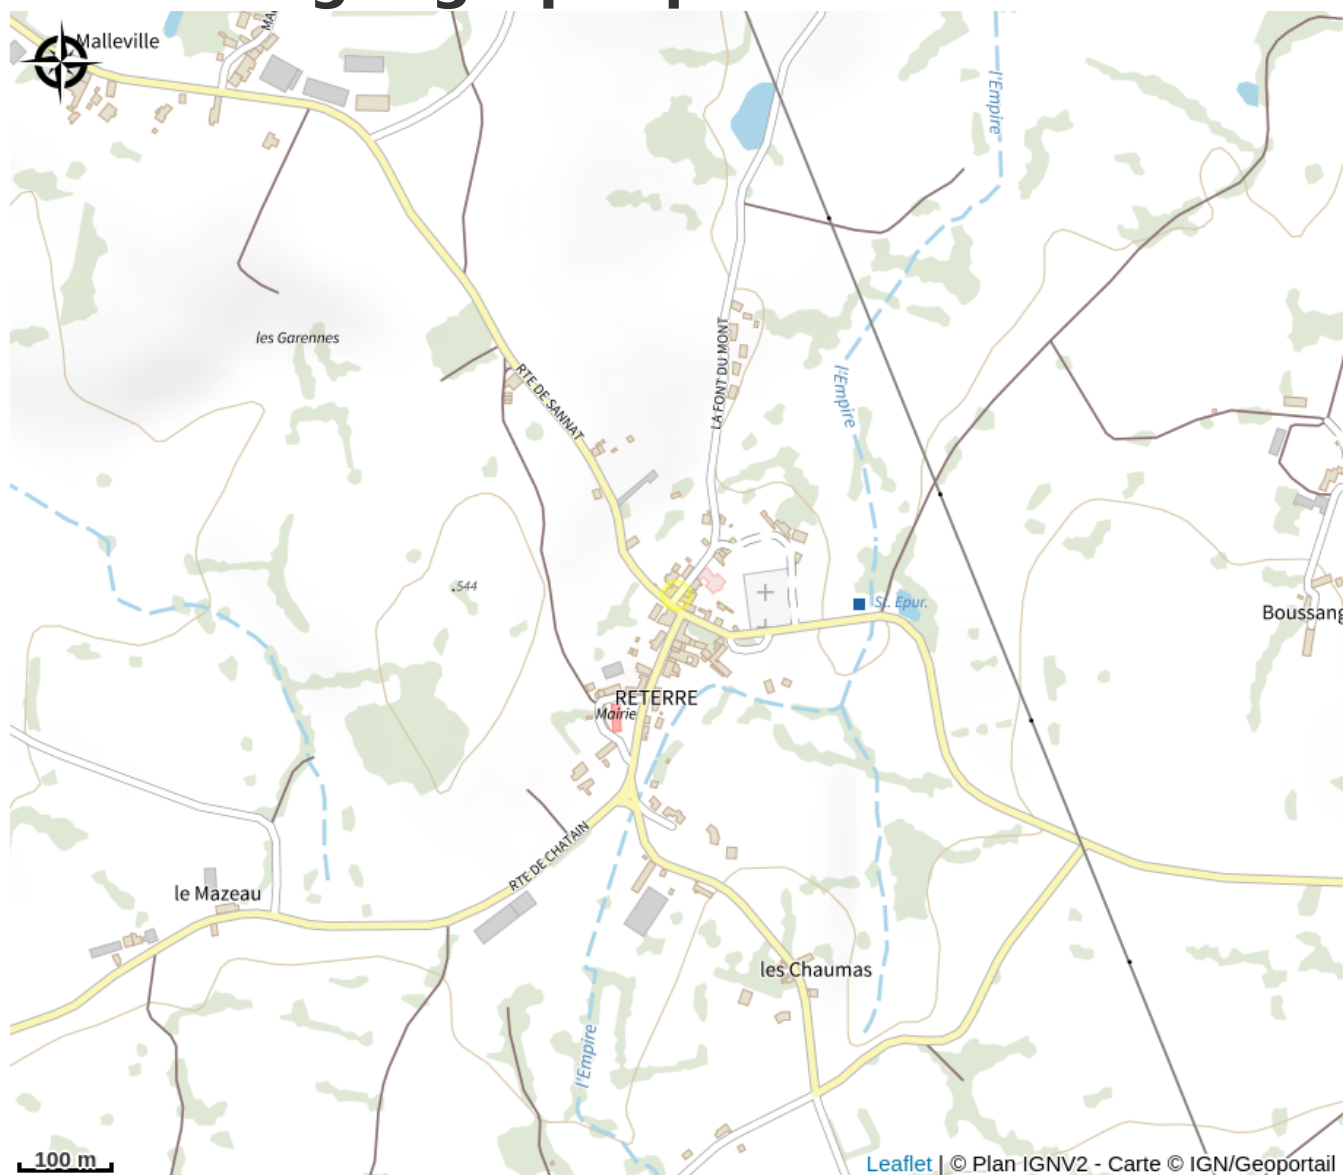 Malleville
l'Empire
les Garennes
LA FONT DU MONT
RTE DE SANNAT
l'Empire
.544
St. Epur.
Boussang
RETERRE
Mairie
RTE DE CHATAIN
le Mazeau
les Chaumas
l'Empire
100 m
Leaflet | © Plan IGNV2 - Carte © IGN/Geoportail